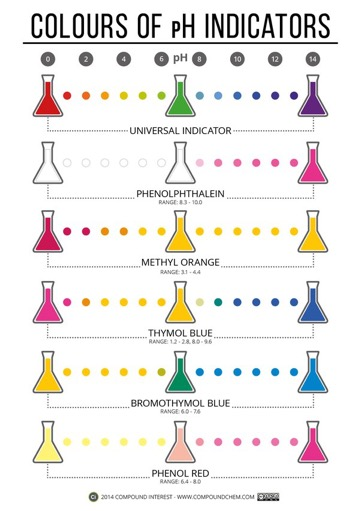 COLOURS OF pH INDICATORS
0 2 4 6 pH 8 10 12 14
UNIVERSAL INDICATOR
PHENOLPHTHALEIN
RANGE: 8.3 - 10.0
METHYL ORANGE
RANGE: 3.1 - 4.4
THYMOL BLUE
RANGE: 1.2 - 2.8, 8.0 - 9.6
BROMOTHYMOL BLUE
RANGE: 6.0 - 7.6
PHENOL RED
RANGE: 6.4 - 8.0
Ci 2014 COMPOUND INTEREST - WWW.COMPOUNDCHEM.COM